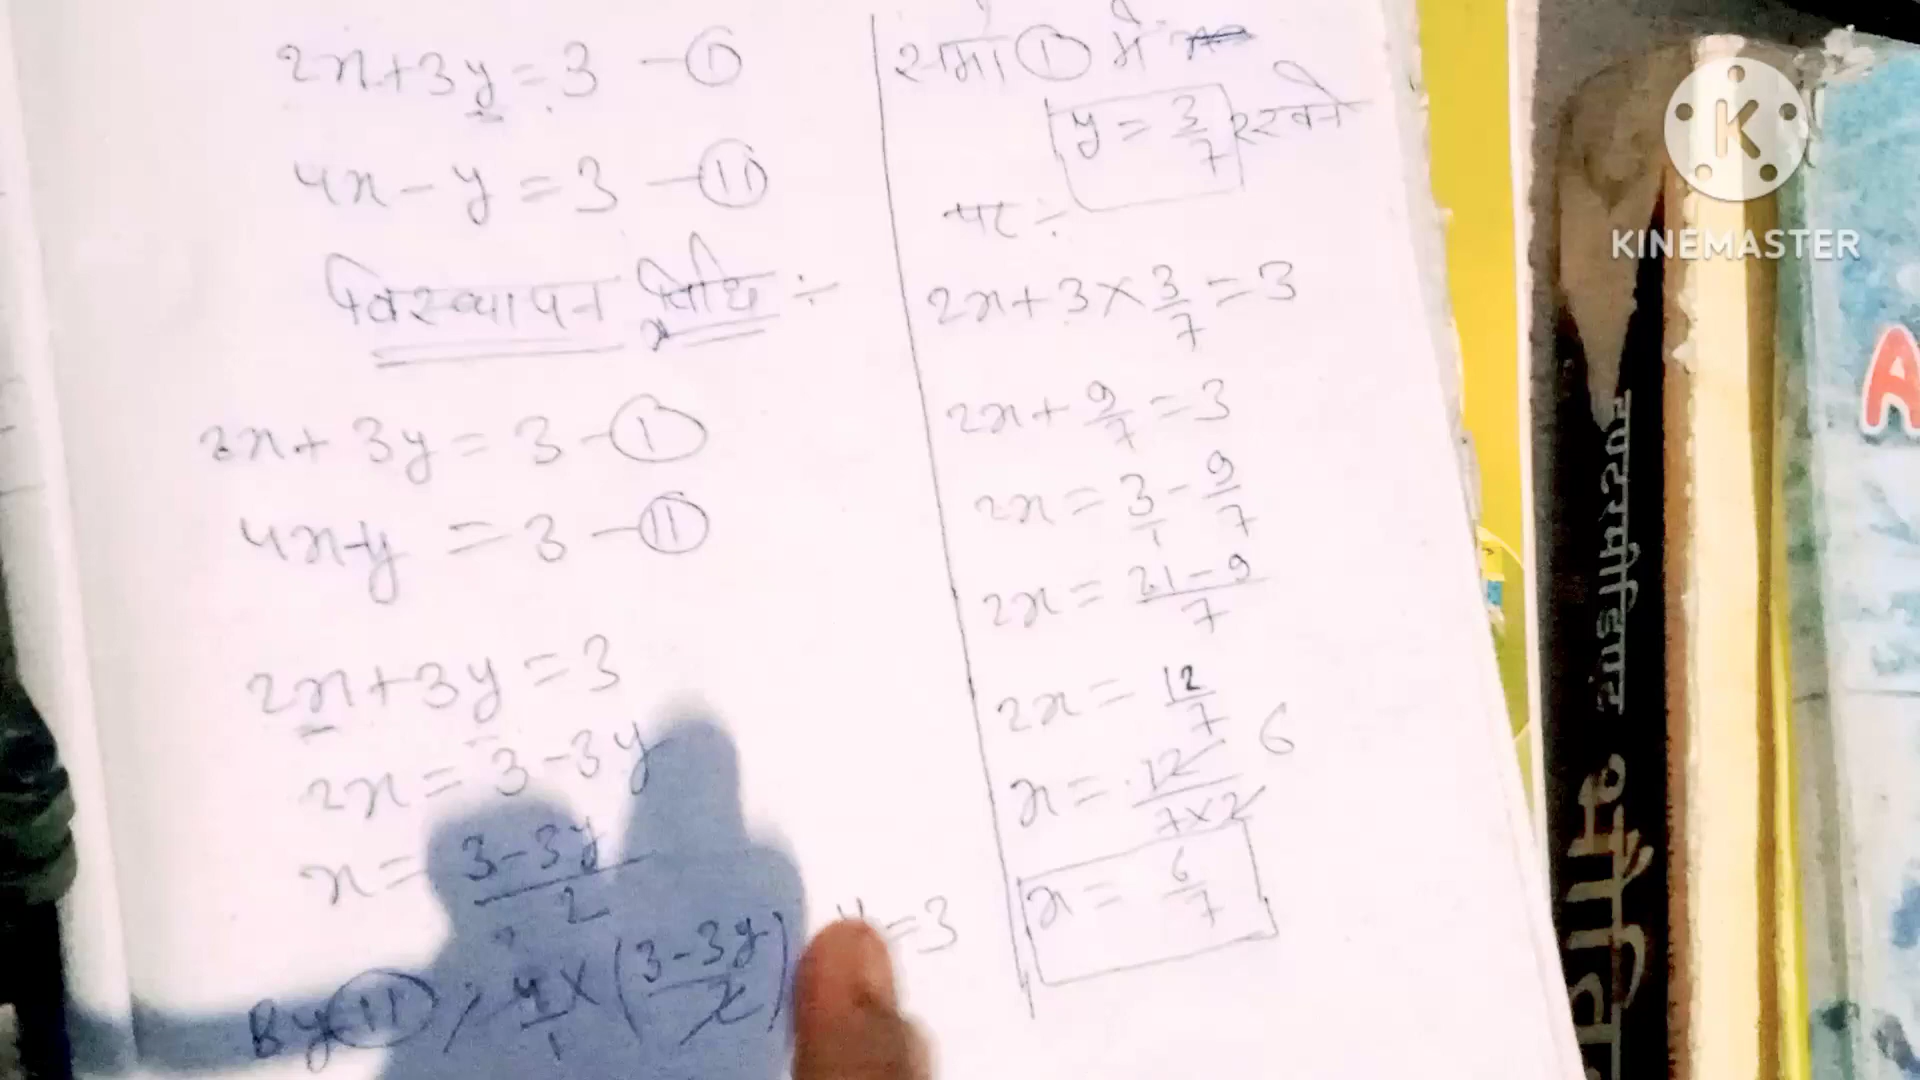 2x+3y=3 -①
4x-y=3 -⑪
विस्थापन विधि ÷
2x+3y=3-①
4x-y=3-⑪
2x+3y=3
2x=3-3y
x=3-3y/2
By ⑪, 4/1×(3-3y/2) y=3
समी ① में
y=3/7 रखने
पर ÷
2x+3×3/7=3
2x+9/7=3
2x=3/1-9/7
2x=21-9/7
2x=12/7
x=12/7×2 6
x=6/7
K
KINEMASTER
A